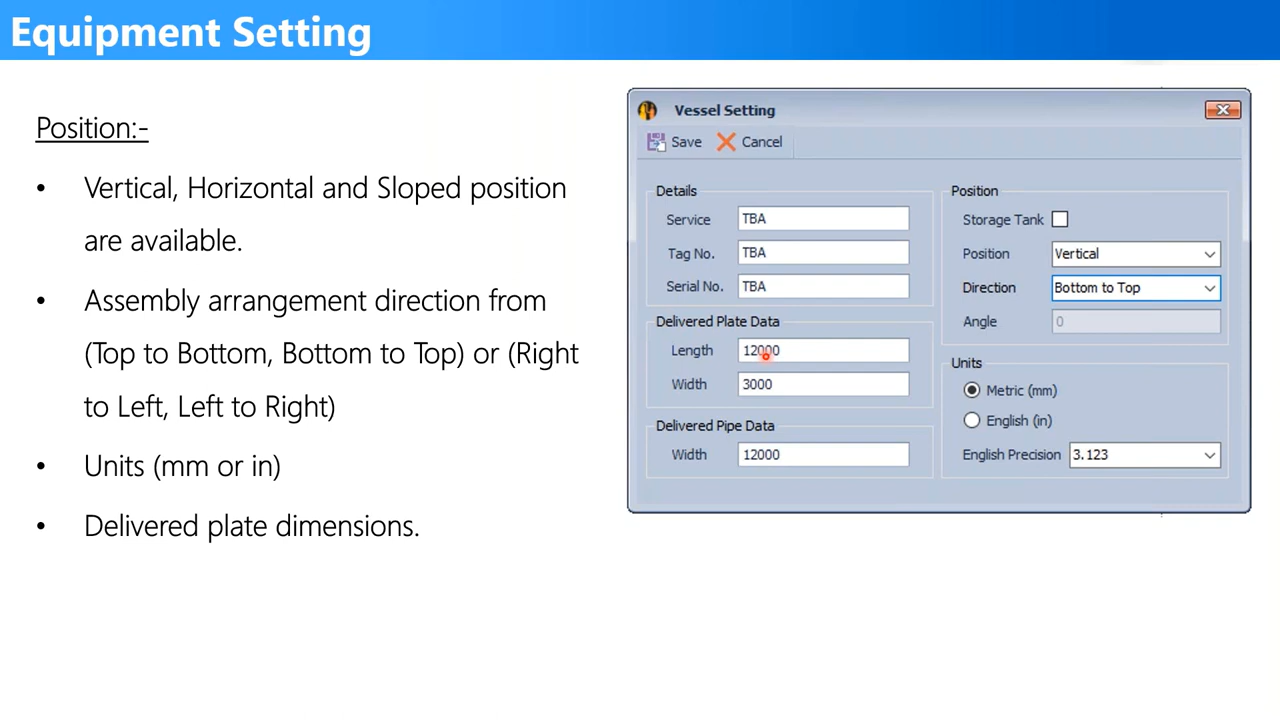 Equipment Setting
Position:-
• Vertical, Horizontal and Sloped position
are available.
• Assembly arrangement direction from
(Top to Bottom, Bottom to Top) or (Right
to Left, Left to Right)
• Units (mm or in)
• Delivered plate dimensions.
Vessel Setting
Save Cancel
Details
Service TBA
Tag No. TBA
Serial No. TBA
Delivered Plate Data
Length 12000
Width 3000
Delivered Pipe Data
Width 12000
Position
Storage Tank
Position Vertical
Direction Bottom to Top
Angle 0
Units
Metric (mm)
English (in)
English Precision 3.123